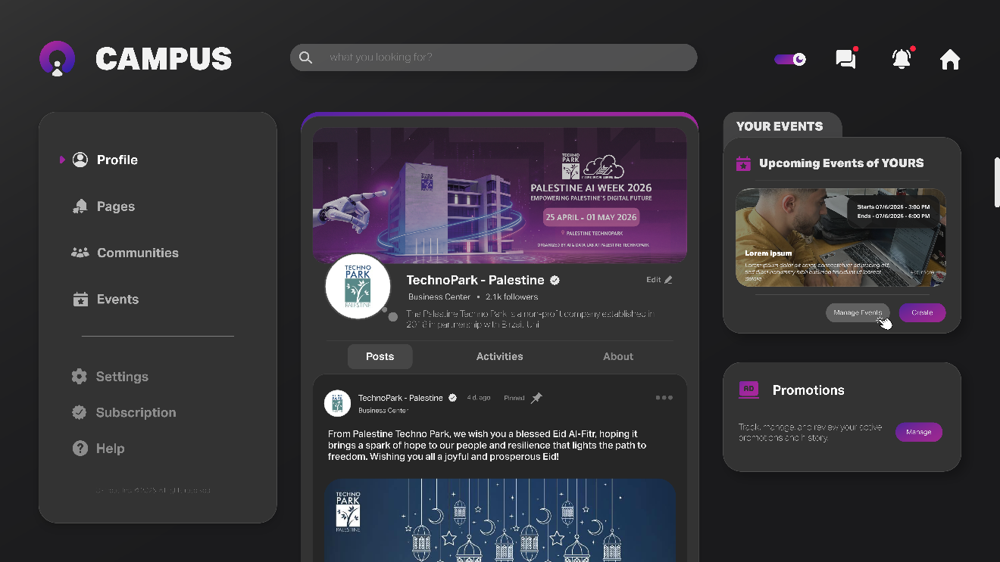 CAMPUS
what you looking for?
Profile
Pages
Communities
Events
Settings
Subscription
Help
TECHNO
PARK
PALESTINE AI WEEK 2026
EMPOWERING PALESTINE'S DIGITAL FUTURE
25 APRIL - 01 MAY 2026
PALESTINE TECHNOPARK
ORGANIZED BY AI & DATA LAB AT PALESTINE TECHNOPARK
TECHNO
PARK
PALESTINE
TechnoPark - Palestine
Edit
Business Center • 2.1k followers
The Palestine Techno Park is a non-profit company established in
2016 in partnership with Birzeit Uni
Posts
Activities
About
TechnoPark - Palestine
4 d. ago
Pinned
Business Center
From Palestine Techno Park, we wish you a blessed Eid Al-Fitr, hoping it
brings a spark of hope to our people and resilience that lights the path to
freedom. Wishing you all a joyful and prosperous Eid!
TECHNO
PARK
PALESTINE
YOUR EVENTS
Upcoming Events of YOURS
Starts 07/6/2026 - 3:00 PM
Ends - 07/6/2026 - 6:00 PM
Lorem Ipsum
Lorem ipsum dolor sit amet, consectetuer adipiscing elit,
sed diam nonummy nibh euismod tincidunt ut laoreet
dolore
Manage Events
Create
AD
Promotions
Track, manage, and review your active
promotions and history.
Manage